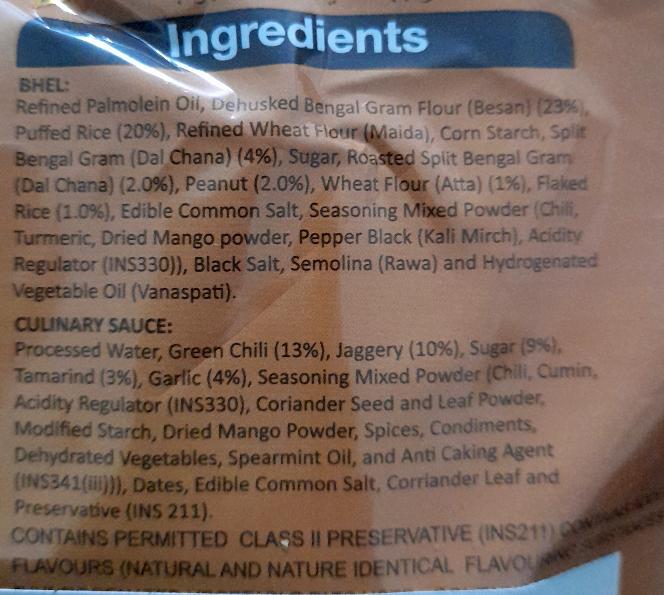 Ingredients
BHEL:
Refined Palmolein Oil, Dehusked Bengal Gram Flour (Besan) (23%),
Puffed Rice (20%), Refined Wheat Flour (Maida), Corn Starch, Split
Bengal Gram (Dal Chana) (4%), Sugar, Roasted Split Bengal Gram
(Dal Chana) (2.0%), Peanut (2.0%), Wheat Flour (Atta) (1%), Flaked
Rice (1.0%), Edible Common Salt, Seasoning Mixed Powder (Chili,
Turmeric, Dried Mango powder, Pepper Black (Kali Mirch), Acidity
Regulator (INS330)), Black Salt, Semolina (Rawa) and Hydrogenated
Vegetable Oil (Vanaspati).
CULINARY SAUCE:
Processed Water, Green Chili (13%), Jaggery (10%), Sugar (9%),
Tamarind (3%), Garlic (4%), Seasoning Mixed Powder (Chili, Cumin,
Acidity Regulator (INS330), Coriander Seed and Leaf Powder,
Modified Starch, Dried Mango Powder, Spices, Condiments,
Dehydrated Vegetables, Spearmint Oil, and Anti Caking Agent
(INS341(iii))), Dates, Edible Common Salt, Corriander Leaf and
Preservative (INS 211).
CONTAINS PERMITTED CLASS II PRESERVATIVE (INS211)
FLAVOURS (NATURAL AND NATURE IDENTICAL